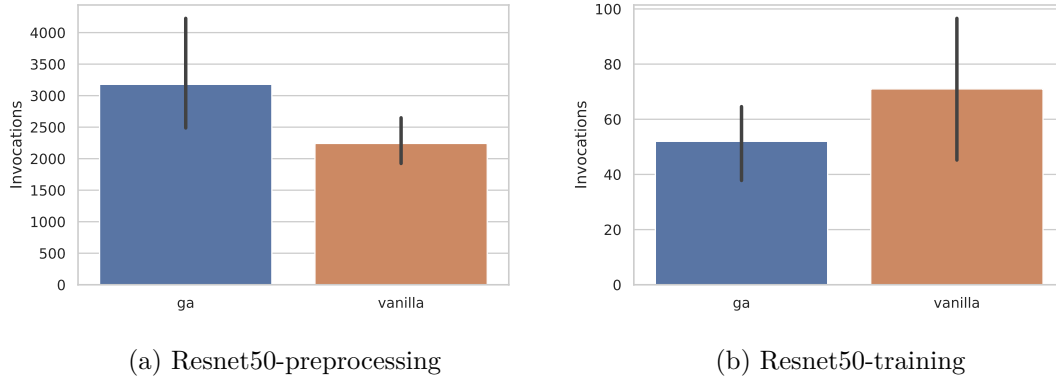 4000
3500
3000
2500
2000
1500
1000
500
0
Invocations
ga
vanilla
(a) Resnet50-preprocessing
100
80
60
40
20
0
Invocations
ga
vanilla
(b) Resnet50-training